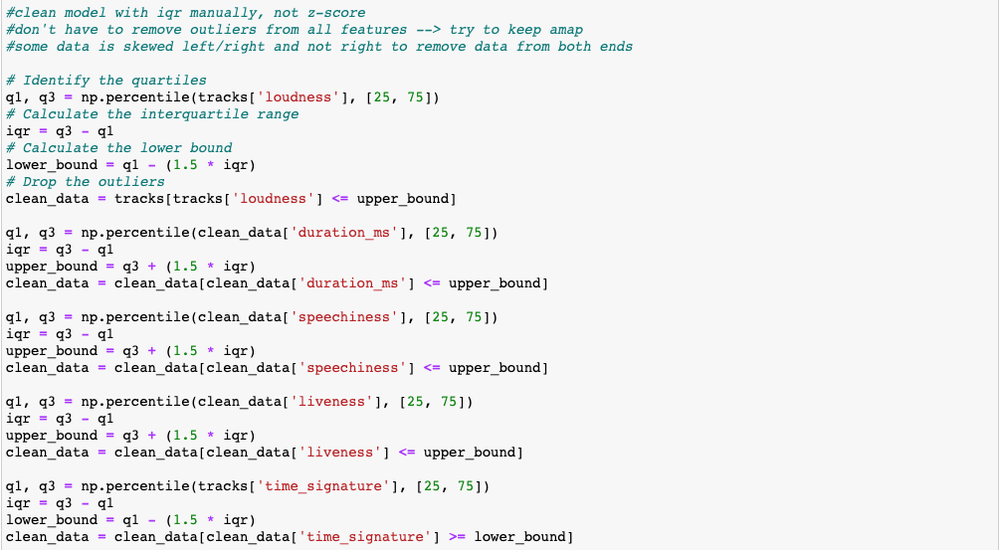 #clean model with iqr manually, not z-score
#don't have to remove outliers from all features --> try to keep amap
#some data is skewed left/right and not right to remove data from both ends
# Identify the quartiles
q1, q3 = np.percentile(tracks['loudness'], [25, 75])
# Calculate the interquartile range
iqr = q3 - q1
# Calculate the lower bound
lower_bound = q1 - (1.5 * iqr)
# Drop the outliers
clean_data = tracks[tracks['loudness'] <= upper_bound]
q1, q3 = np.percentile(clean_data['duration_ms'], [25, 75])
iqr = q3 - q1
upper_bound = q3 + (1.5 * iqr)
clean_data = clean_data[clean_data['duration_ms'] <= upper_bound]
q1, q3 = np.percentile(clean_data['speechiness'], [25, 75])
iqr = q3 - q1
upper_bound = q3 + (1.5 * iqr)
clean_data = clean_data[clean_data['speechiness'] <= upper_bound]
q1, q3 = np.percentile(clean_data['liveness'], [25, 75])
iqr = q3 - q1
upper_bound = q3 + (1.5 * iqr)
clean_data = clean_data[clean_data['liveness'] <= upper_bound]
q1, q3 = np.percentile(tracks['time_signature'], [25, 75])
iqr = q3 - q1
lower_bound = q1 - (1.5 * iqr)
clean_data = clean_data[clean_data['time_signature'] >= lower_bound]